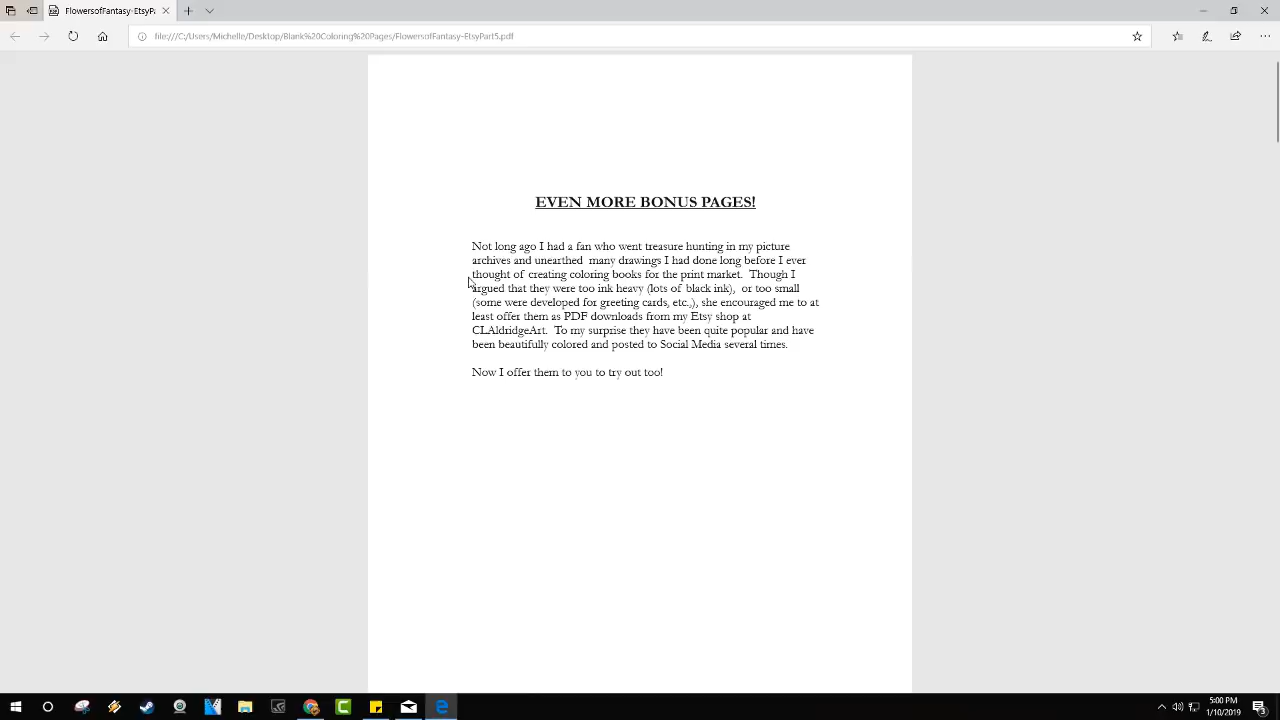 FlowersofFantasy-EtsyPa
file:///C:/Users/Michelle/Desktop/Blank%20Coloring%20Pages/FlowersofFantasy-EtsyPart5.pdf
EVEN MORE BONUS PAGES!
Not long ago I had a fan who went treasure hunting in my picture
archives and unearthed many drawings I had done long before I ever
thought of creating coloring books for the print market. Though I
argued that they were too ink heavy (lots of black ink), or too small
(some were developed for greeting cards, etc.,), she encouraged me to at
least offer them as PDF downloads from my Etsy shop at
CLAldridgeArt. To my surprise they have been quite popular and have
been beautifully colored and posted to Social Media several times.
Now I offer them to you to try out too!
5:00 PM
1/10/2019